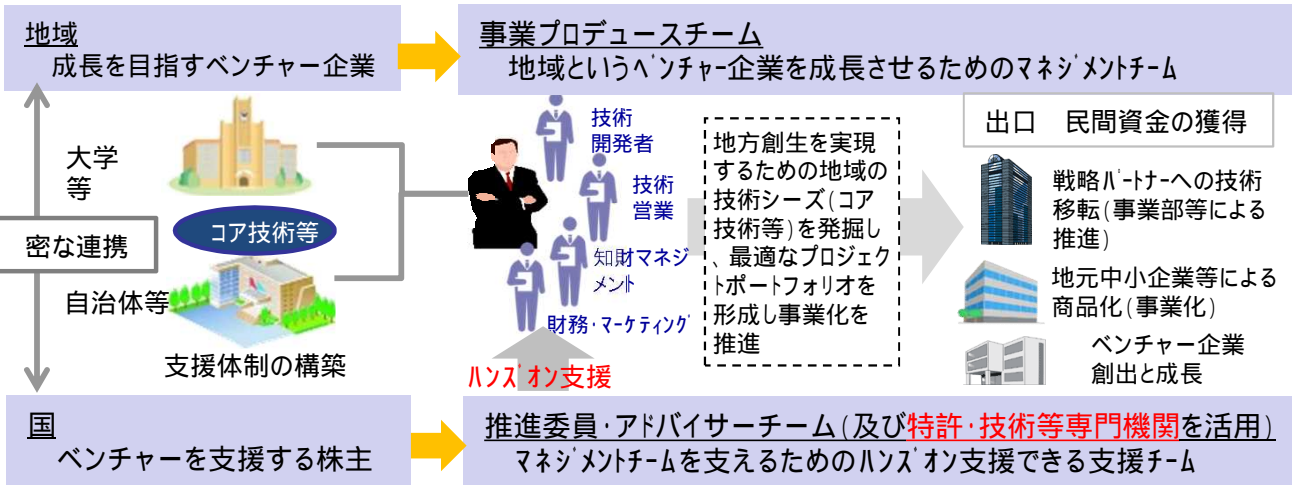 地域
成長を目指すベンチャー企業
事業プロデュースチーム
地域というﾍﾞﾝﾁｬｰ企業を成長させるためのﾏﾈｼﾞﾒﾝﾄチーム
大学
等
密な連携
自治体等
コア技術等
支援体制の構築
技術
開発者
技術
営業
知財マネジ
メント
財務・マーケティング
ﾊﾝｽﾞｵﾝ支援
地方創生を実現
するための地域の
技術シーズ(コア
技術等)を発掘し
、最適なプロジェク
トポートフォリオを
形成し事業化を
推進
出口　民間資金の獲得
戦略ﾊﾟｰﾄﾅｰへの技術
移転(事業部等による
推進)
地元中小企業等による
商品化(事業化)
ベンチャー企業
創出と成長
国
ベンチャーを支援する株主
推進委員・アドバイサーチーム(及び特許・技術等専門機関を活用)
ﾏﾈｼﾞﾒﾝﾄチームを支えるためのﾊﾝｽﾞｵﾝ支援できる支援チーム